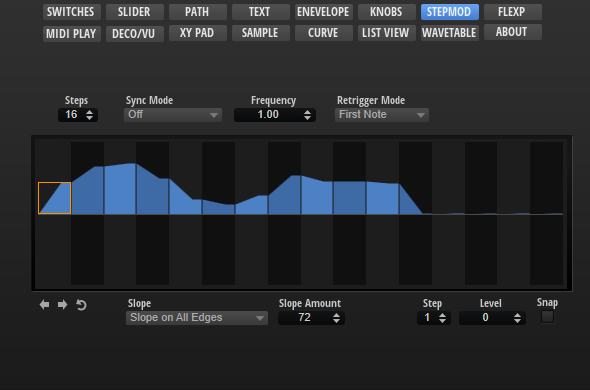 SWITCHES SLIDER PATH TEXT ENEVELOPE KNOBS STEPMOD FLEXP
MIDI PLAY DECO/VU XY PAD SAMPLE CURVE LIST VIEW WAVETABLE ABOUT
Steps Sync Mode Frequency Retrigger Mode
16 Off 1.00 First Note
Slope Slope Amount Step Level Snap
Slope on All Edges 72 1 0